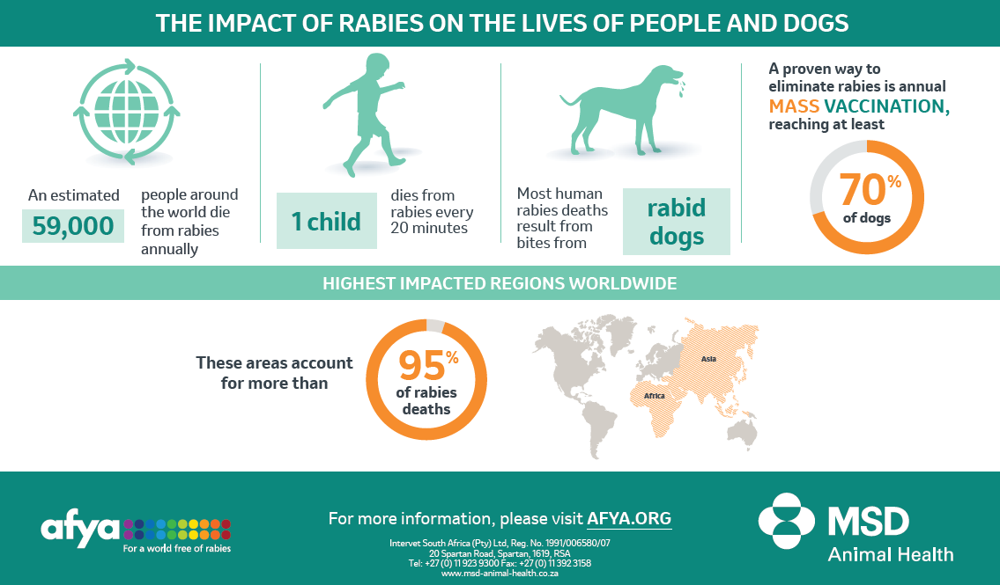 THE IMPACT OF RABIES ON THE LIVES OF PEOPLE AND DOGS
An estimated
59,000
people around
the world die
from rabies
annually
1 child
dies from
rabies every
20 minutes
Most human
rabies deaths
result from
bites from
rabid
dogs
A proven way to
eliminate rabies is annual
MASS VACCINATION,
reaching at least
70%
of dogs
HIGHEST IMPACTED REGIONS WORLDWIDE
These areas account
for more than
95%
of rabies
deaths
Asia
Africa
afya
For a world free of rabies
For more information, please visit AFYA.ORG
Intervet South Africa (Pty) Ltd, Reg. No. 1991/006580/07
20 Spartan Road, Spartan, 1619, RSA
Tel: +27 (0) 11 923 9300 Fax: +27 (0) 11 392 3158
www.msd-animal-health.co.za
MSD
Animal Health